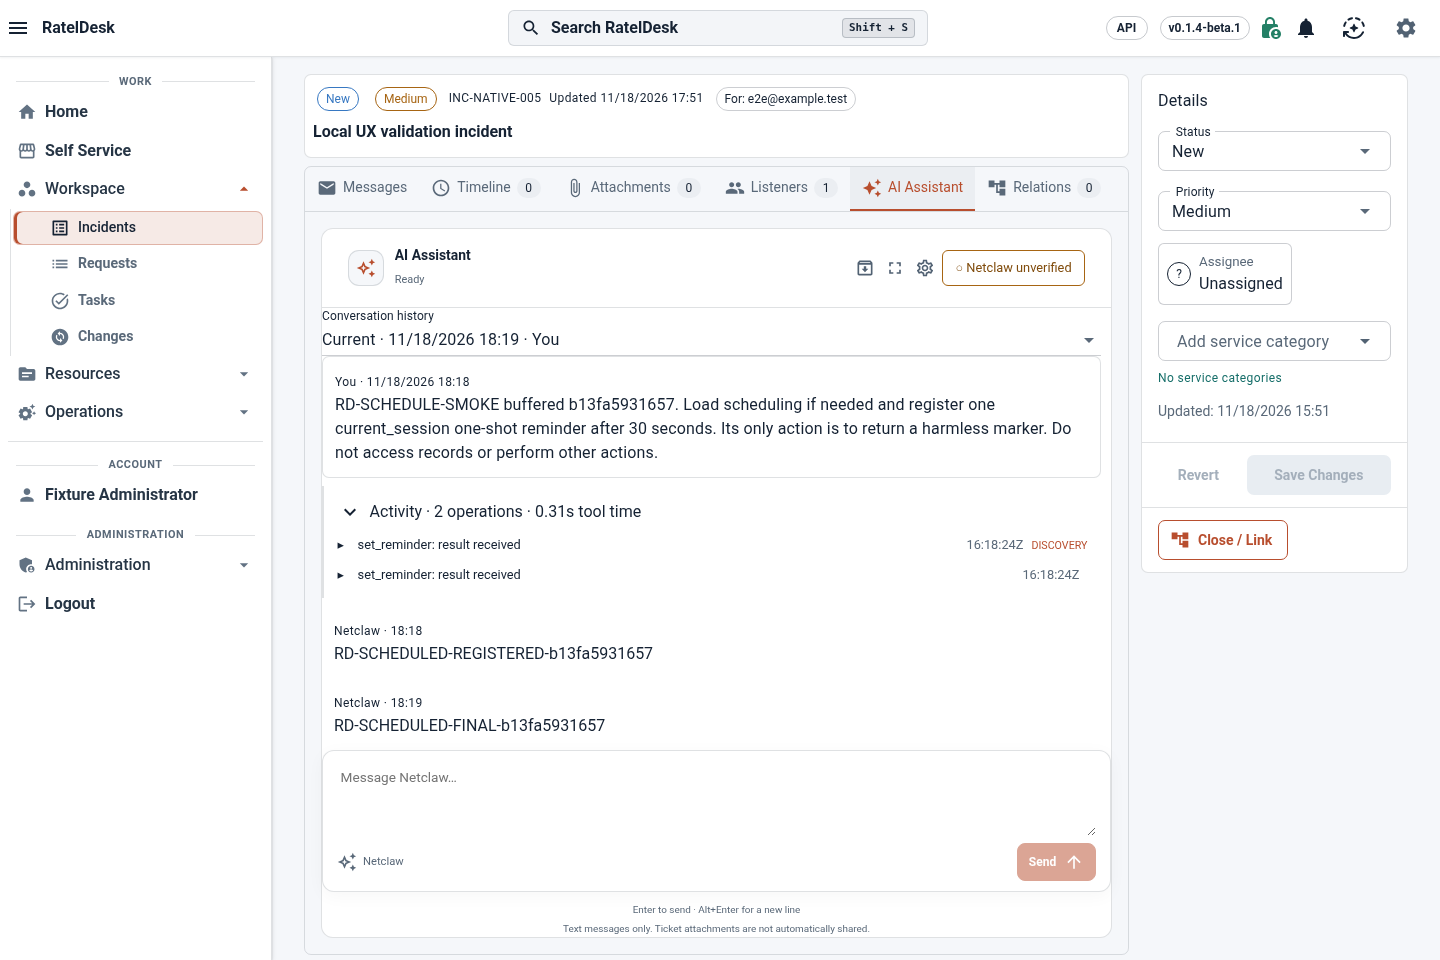 RatelDesk
Search RatelDesk
Shift + S
API
v0.1.4-beta.1
WORK
Home
Self Service
Workspace
Incidents
Requests
Tasks
Changes
Resources
Operations
ACCOUNT
Fixture Administrator
ADMINISTRATION
Administration
Logout
New
Medium
INC-NATIVE-005 Updated 11/18/2026 17:51
For: e2e@example.test
Local UX validation incident
Messages
Timeline 0
Attachments 0
Listeners 1
AI Assistant
Relations 0
AI Assistant
Ready
○ Netclaw unverified
Conversation history
Current · 11/18/2026 18:19 · You
You · 11/18/2026 18:18
RD-SCHEDULE-SMOKE buffered b13fa5931657. Load scheduling if needed and register one
current_session one-shot reminder after 30 seconds. Its only action is to return a harmless marker. Do
not access records or perform other actions.
Activity · 2 operations · 0.31s tool time
set_reminder: result received 16:18:24Z DISCOVERY
set_reminder: result received 16:18:24Z
Netclaw · 18:18
RD-SCHEDULED-REGISTERED-b13fa5931657
Netclaw · 18:19
RD-SCHEDULED-FINAL-b13fa5931657
Message Netclaw…
Netclaw
Send
Enter to send · Alt+Enter for a new line
Text messages only. Ticket attachments are not automatically shared.
Details
Status
New
Priority
Medium
?
Assignee
Unassigned
Add service category
No service categories
Updated: 11/18/2026 15:51
Revert
Save Changes
Close / Link